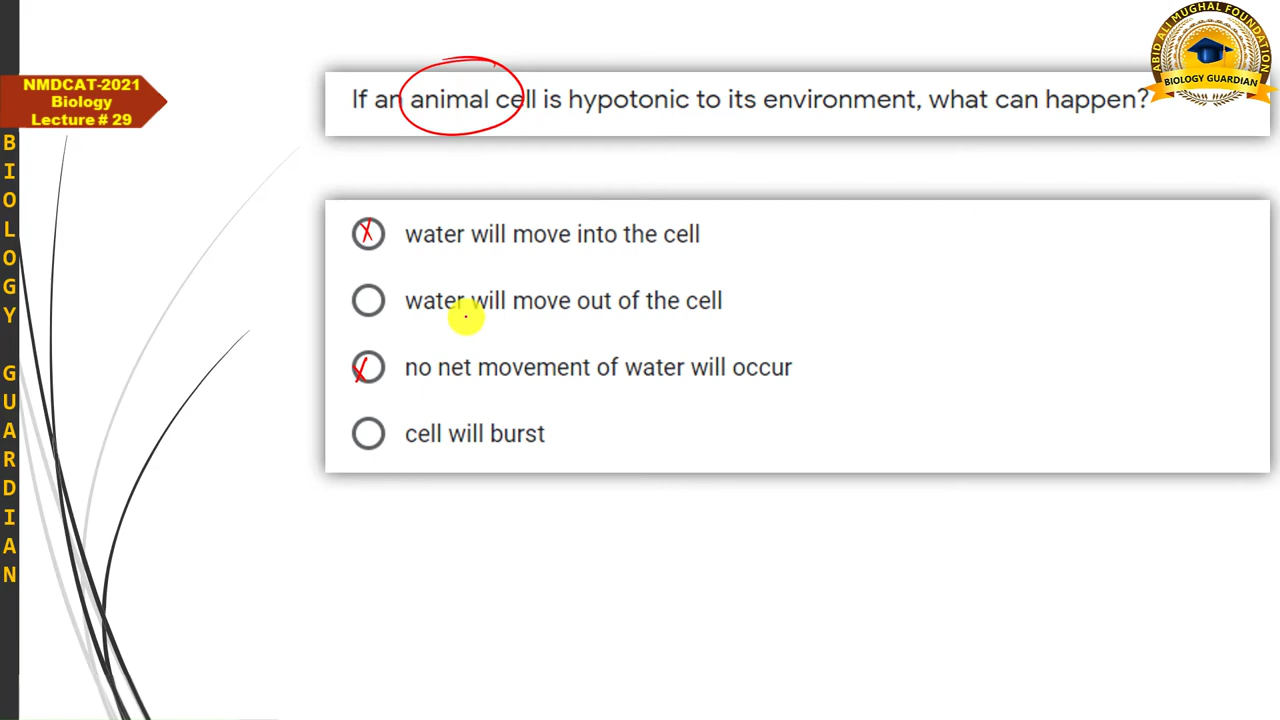 NMDCAT-2021
Biology
Lecture # 29
BIOLOGY GUARDIAN
If an animal cell is hypotonic to its environment, what can happen?
ABID ALI MUGHAL FOUNDATION
BIOLOGY GUARDIAN
water will move into the cell
water will move out of the cell
no net movement of water will occur
cell will burst